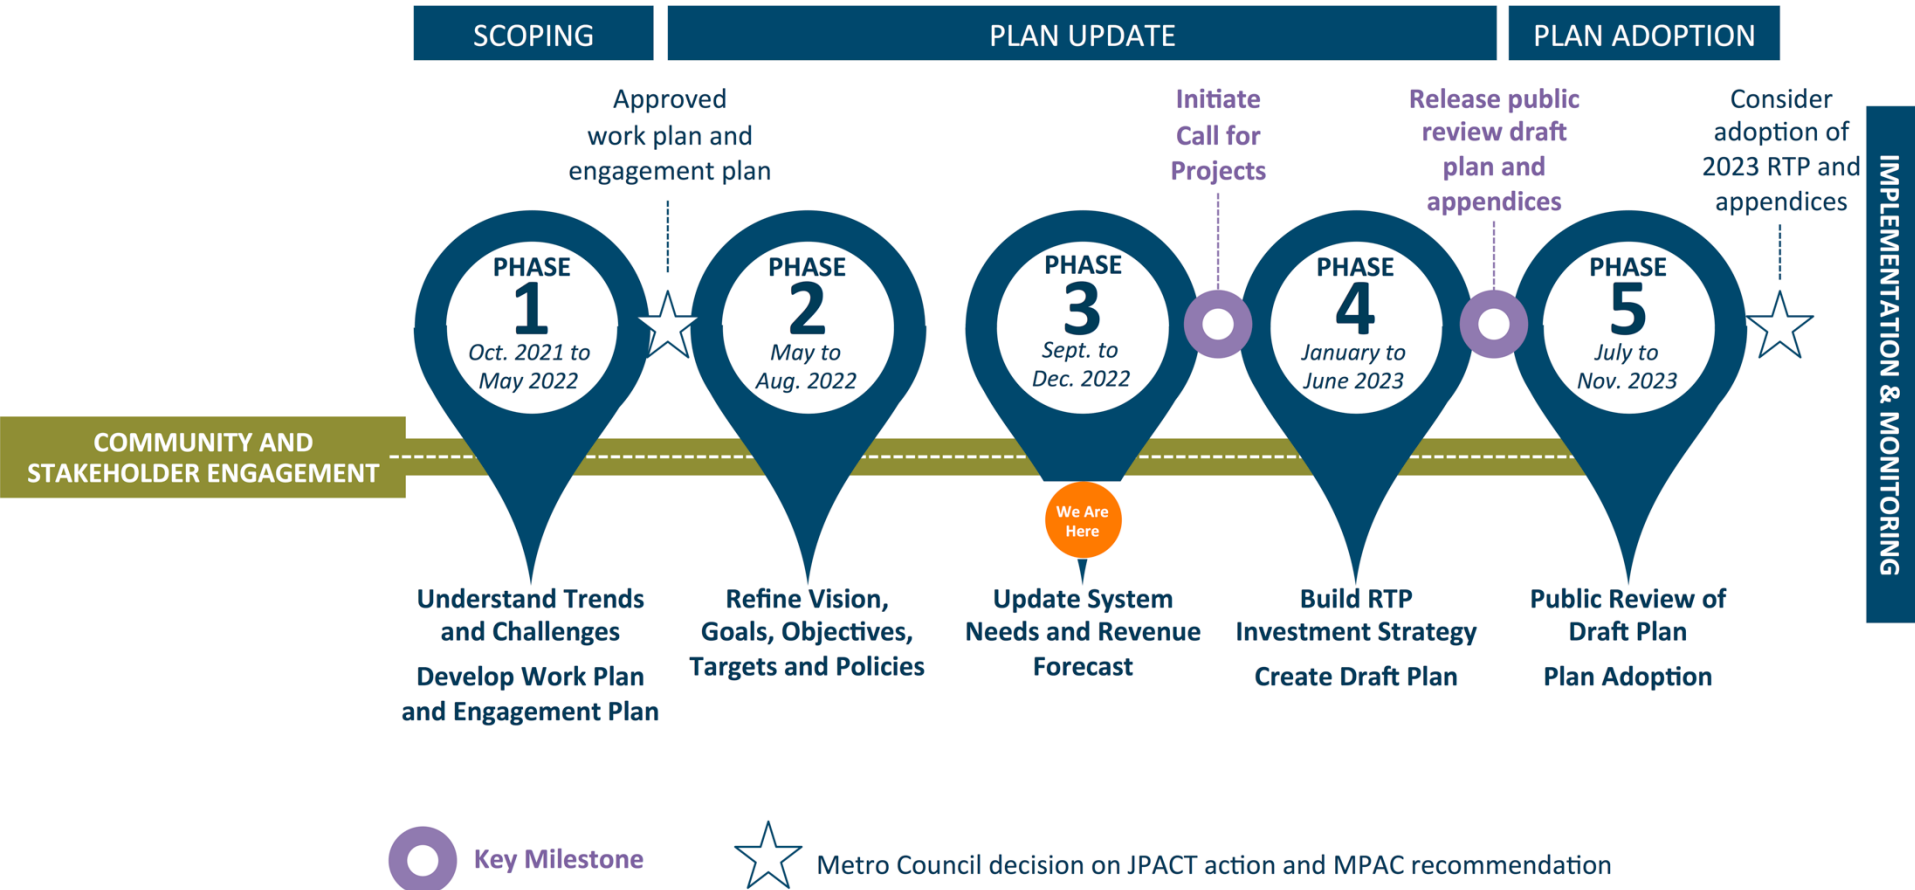 SCOPING
PLAN UPDATE
PLAN ADOPTION
Approved
work plan and
engagement plan
Initiate
Call for
Projects
Release public
review draft
plan and
appendices
Consider
adoption of
2023 RTP and
appendices
PHASE
1
Oct. 2021 to
May 2022
PHASE
2
May to
Aug. 2022
PHASE
3
Sept. to
Dec. 2022
PHASE
4
January to
June 2023
PHASE
5
July to
Nov. 2023
IMPLEMENTATION & MONITORING
COMMUNITY AND
STAKEHOLDER ENGAGEMENT
We Are
Here
Understand Trends
and Challenges
Develop Work Plan
and Engagement Plan
Refine Vision,
Goals, Objectives,
Targets and Policies
Update System
Needs and Revenue
Forecast
Build RTP
Investment Strategy
Create Draft Plan
Public Review of
Draft Plan
Plan Adoption
Key Milestone
Metro Council decision on JPACT action and MPAC recommendation